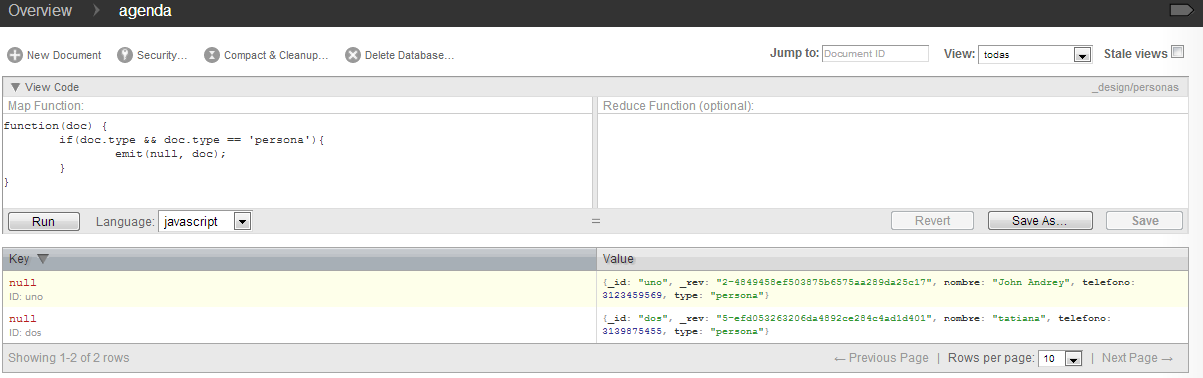 Overview agenda
New Document Security... Compact & Cleanup... Delete Database... Jump to: Document ID View: todas Stale views
View Code _design/personas
Map Function: Reduce Function (optional):
function(doc) {
if(doc.type && doc.type == 'persona'){
emit(null, doc);
}
}
Run Language: javascript = Revert Save As... Save
Key Value
null {_id: "uno", _rev: "2-4849458ef503875b6575aa289da25c17", nombre: "John Andrey", telefono:
ID: uno 3123459569, type: "persona"}
null {_id: "dos", _rev: "5-efd053263206da4892ce284c4ad1d401", nombre: "tatiana", telefono:
ID: dos 3139875455, type: "persona"}
Showing 1-2 of 2 rows ← Previous Page | Rows per page: 10 | Next Page →